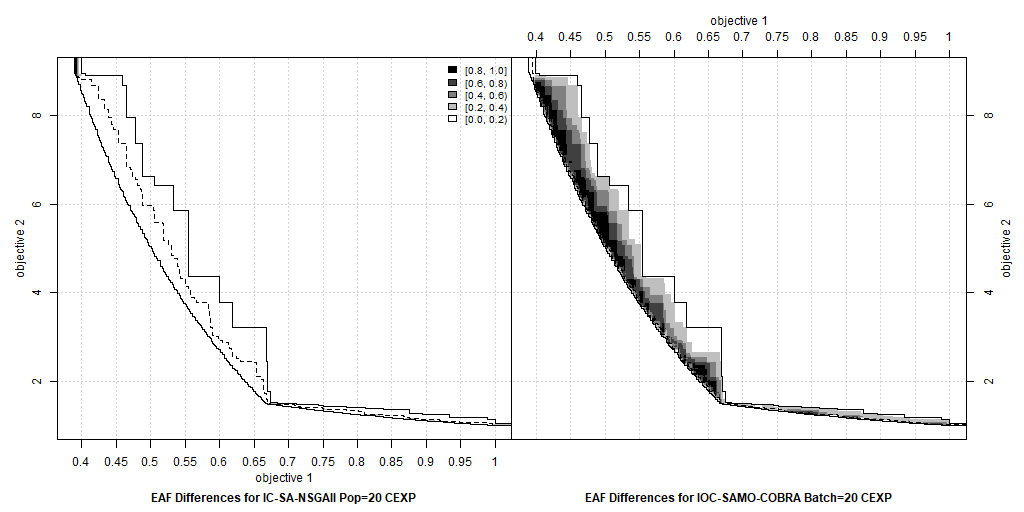 objective 1
0.4 0.45 0.5 0.55 0.6 0.65 0.7 0.75 0.8 0.85 0.9 0.95 1
[0.8, 1.0]
[0.6, 0.8)
[0.4, 0.6)
[0.2, 0.4)
[0.0, 0.2)
8
6
4
2
objective 2
8
6
4
2
objective 2
0.4 0.45 0.5 0.55 0.6 0.65 0.7 0.75 0.8 0.85 0.9 0.95 1
objective 1
EAF Differences for IC-SA-NSGAII Pop=20 CEXP
EAF Differences for IOC-SAMO-COBRA Batch=20 CEXP